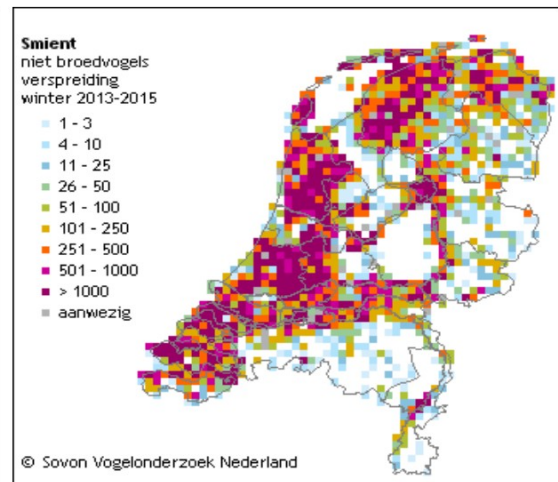 Smient
niet broedvogels
verspreiding
winter 2013-2015
1 - 3
4 - 10
11 - 25
26 - 50
51 - 100
101 - 250
251 - 500
501 - 1000
> 1000
aanwezig
© Sovon Vogelonderzoek Nederland